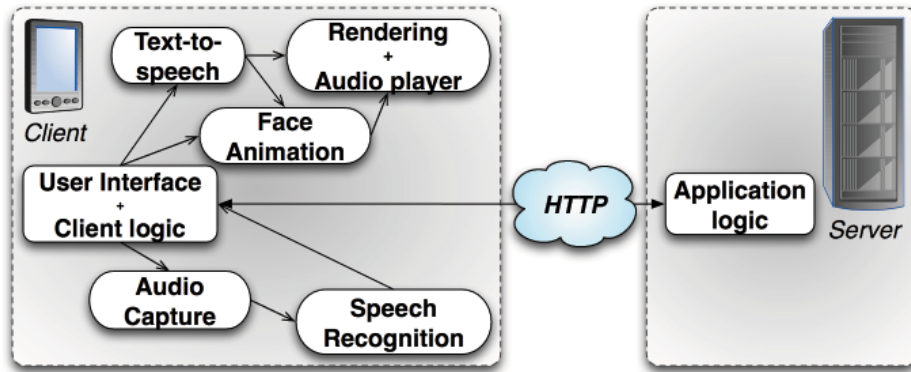 Text-to-
speech
Rendering
+
Audio player
Client
Face
Animation
User Interface
+
Client logic
HTTP
Application
logic
Server
Audio
Capture
Speech
Recognition